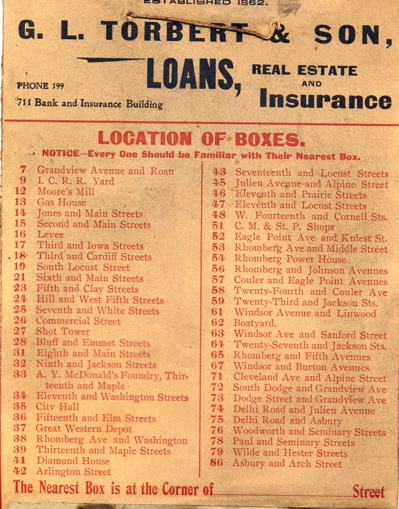 ESTABLISHED 1862.
G. L. TORBERT & SON,
LOANS, REAL ESTATE
AND
Insurance
PHONE 199
711 Bank and Insurance Building
LOCATION OF BOXES.
NOTICE—Every One Should be Familiar with Their Nearest Box.
7 Grandview Avenue and Roan
9 I. C. R. R. Yard
12 Moore's Mill
13 Gas House
14 Jones and Main Streets
15 Second and Main Streets
16 Levee
17 Third and Iowa Streets
18 Third and Cardiff Streets
19 South Locust Street
21 Sixth and Main Streets
23 Fifth and Clay Streets
24 Hill and West Fifth Streets
25 Seventh and White Streets
26 Commercial Street
27 Shot Tower
28 Bluff and Emmet Streets
31 Eighth and Main Streets
32 Ninth and Jackson Streets
33 A. Y. McDonald's Foundry, Thir-
teenth and Maple
34 Eleventh and Washington Streets
35 City Hall
36 Fifteenth and Elm Streets
37 Great Western Depot
38 Rhomberg Ave and Washington
39 Thirteenth and Maple Streets
41 Diamond House
42 Arlington Street
43 Seventeenth and Locust Streets
45 Julien Avenue and Alpine Street
46 Eleventh and Prairie Streets
47 Eleventh and Locust Streets
48 W. Fourteenth and Cornell Sts.
51 C. M. & St. P. Shops
52 Eagle Point Ave and Kniest St.
53 Rhomberg Ave and Middle Street
54 Rhomberg Power House
56 Rhomberg and Johnson Avenues
57 Couler and Eagle Point Avenues
58 Twenty-Fourth and Couler Ave
59 Twenty-Third and Jackson Sts.
61 Windsor Avenue and Linwood
62 Boatyard.
63 Windsor Ave and Sanford Street
64 Twenty-Seventh and Jackson Sts.
65 Rhomberg and Fifth Avenues
67 Windsor and Burton Avenues
71 Cleveland Ave and Alpine Street
72 South Dodge and Grandview Ave
73 Dodge Street and Grandview Ave
74 Delhi Road and Julien Avenue
75 Delhi Road and Asbury
76 Woodworth and Seminary Streets
78 Paul and Seminary Streets
79 Wilde and Hester Streets
86 Asbury and Arch Street
The Nearest Box is at the Corner of Street